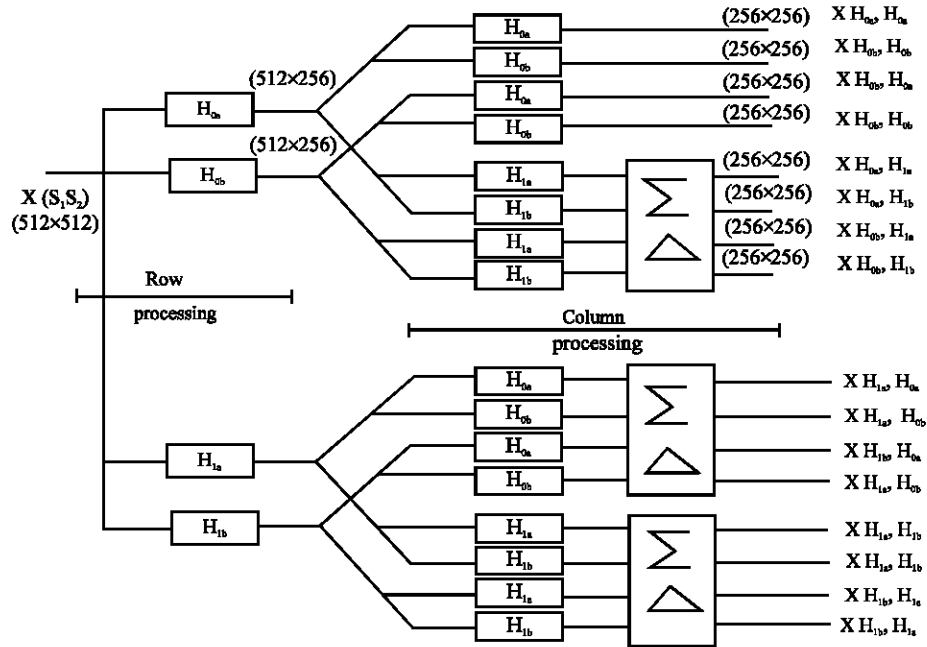 H₀ₐ (256×256) X H₀ₐ, H₀ₐ
H₀b (256×256) X H₀b, H₀b
(512×256) H₀ₐ (256×256) X H₀b, H₀ₐ
H₀ₐ
H₀b (256×256) X H₀b, H₀b
(512×256)
H₀b
X (S₁S₂)
(512×512)
H₁ₐ Σ (256×256) X H₀ₐ, H₁ₐ
H₁b (256×256) X H₀ₐ, H₁b
H₁ₐ Δ (256×256) X H₀b, H₁ₐ
H₁b (256×256) X H₀b, H₁b
Row
processing
Column
processing
H₀ₐ Σ X H₁ₐ, H₀ₐ
H₀b X H₁ₐ, H₀b
H₁ₐ H₀ₐ X H₁b, H₀ₐ
H₀b Δ X H₁ₐ, H₀b
H₁b H₁ₐ Σ X H₁ₐ, H₁b
H₁b X H₁ₐ, H₁b
H₁ₐ Δ X H₁b, H₁ₐ
H₁b X H₁b, H₁ₐ